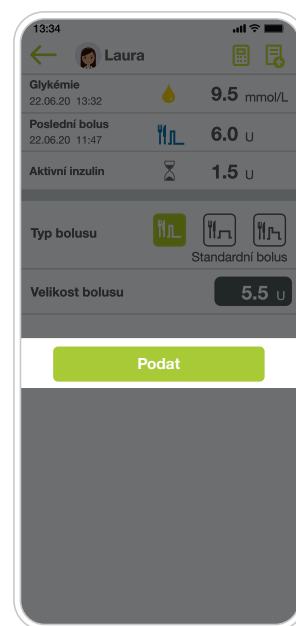 13:34
Laura
Glykémie
22.06.20 13:32
9.5 mmol/L
Poslední bolus
22.06.20 11:47
6.0 U
Aktivní inzulin
1.5 U
Typ bolusu
Standardní bolus
Velikost bolusu
5.5 U
Podat